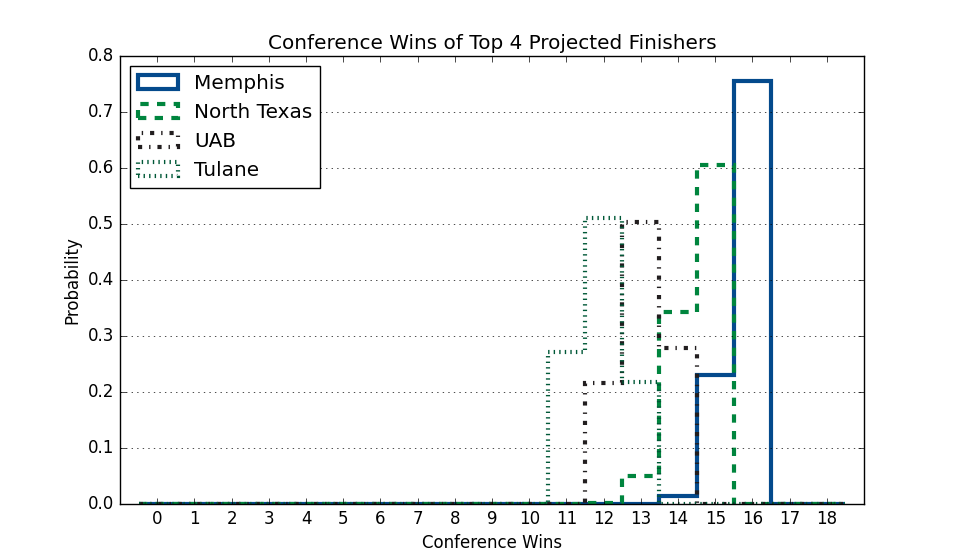 Conference Wins of Top 4 Projected Finishers
Memphis
North Texas
UAB
Tulane
0.8
0.7
0.6
0.5
0.4
0.3
0.2
0.1
0.0
Probability
0 1 2 3 4 5 6 7 8 9 10 11 12 13 14 15 16 17 18
Conference Wins